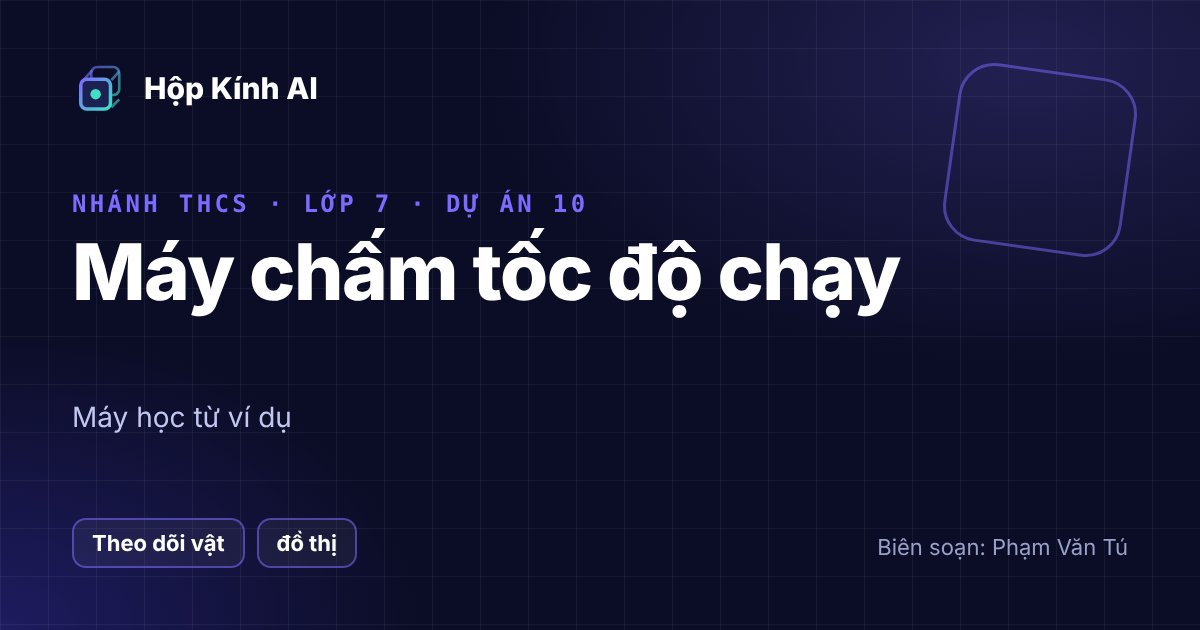 Hộp Kính AI
NHÁNH THCS · LỚP 7 · DỰ ÁN 10
Máy chấm tốc độ chạy
Máy học từ ví dụ
Theo dõi vật
đồ thị
Biên soạn: Phạm Văn Tú